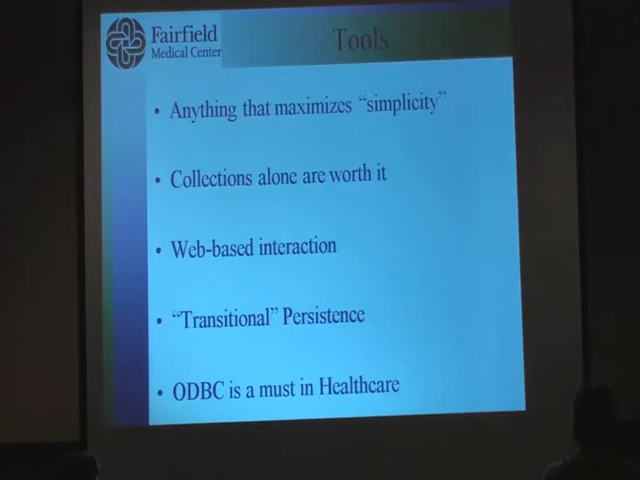 Fairfield
Medical Center
Tools
• Anything that maximizes “simplicity”
• Collections alone are worth it
• Web-based interaction
• “Transitional” Persistence
• ODBC is a must in Healthcare